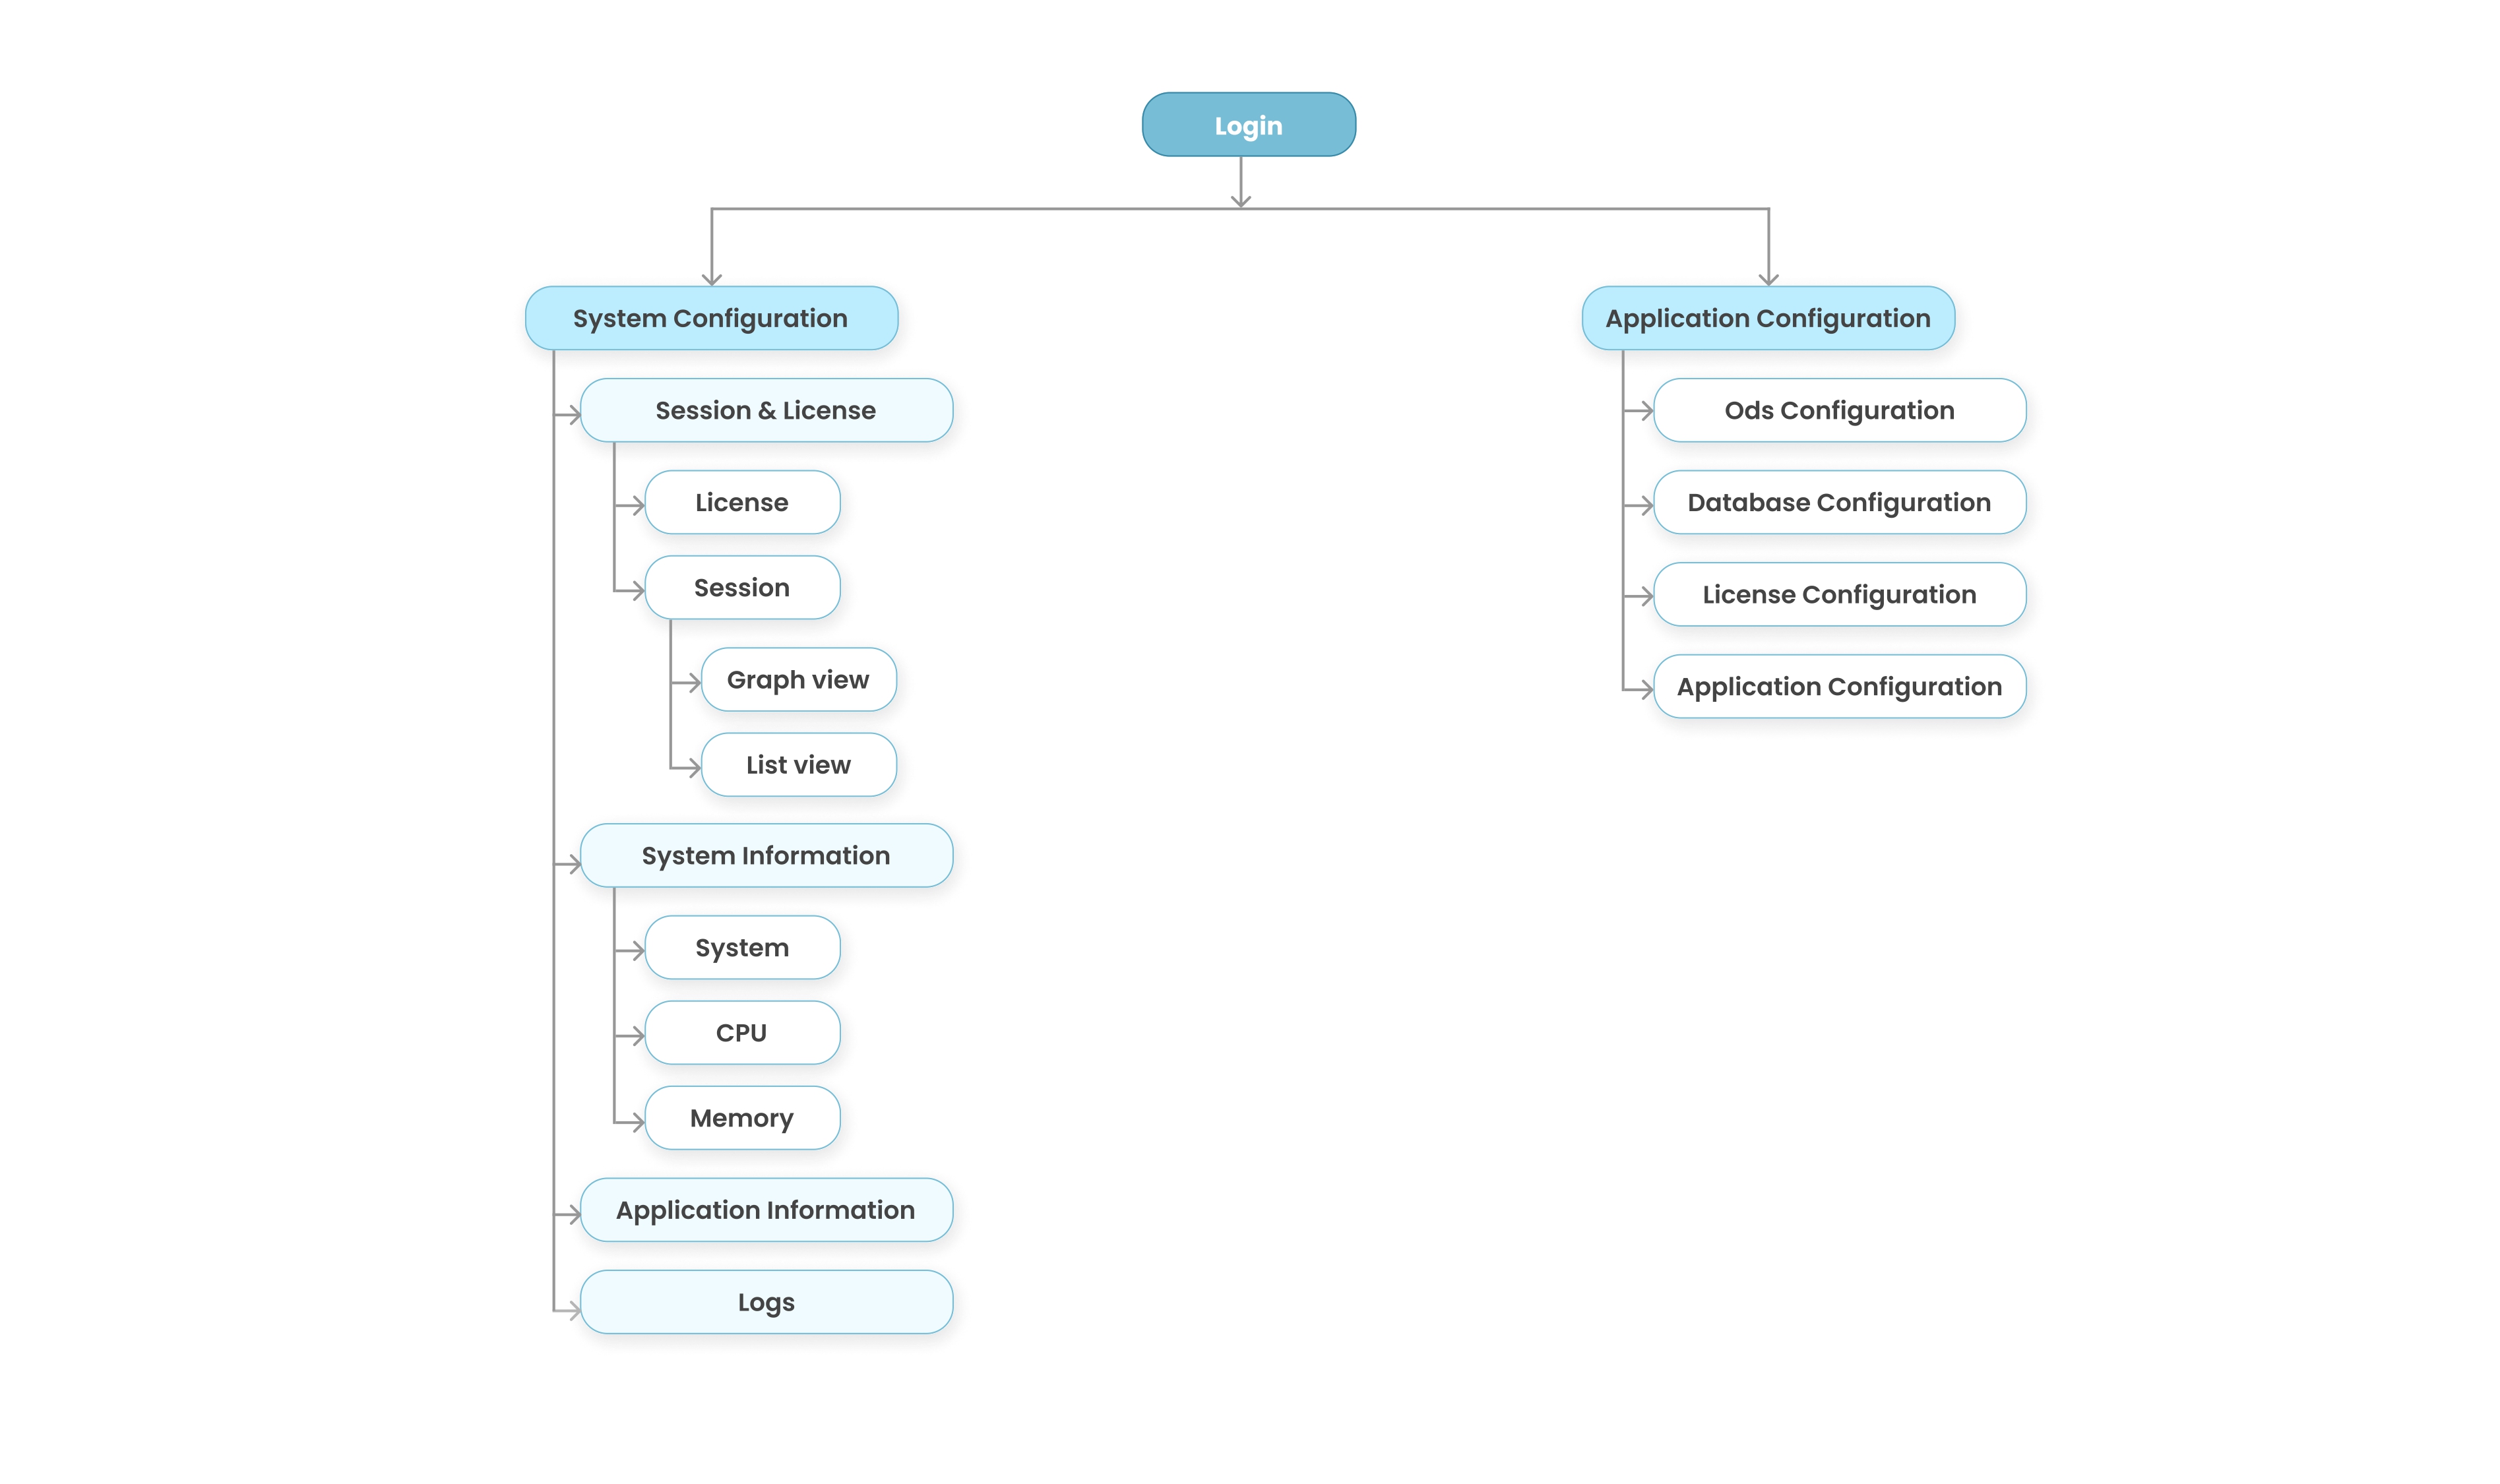 Login
System Configuration
Session & License
License
Session
Graph view
List view
System Information
System
CPU
Memory
Application Information
Logs
Application Configuration
Ods Configuration
Database Configuration
License Configuration
Application Configuration